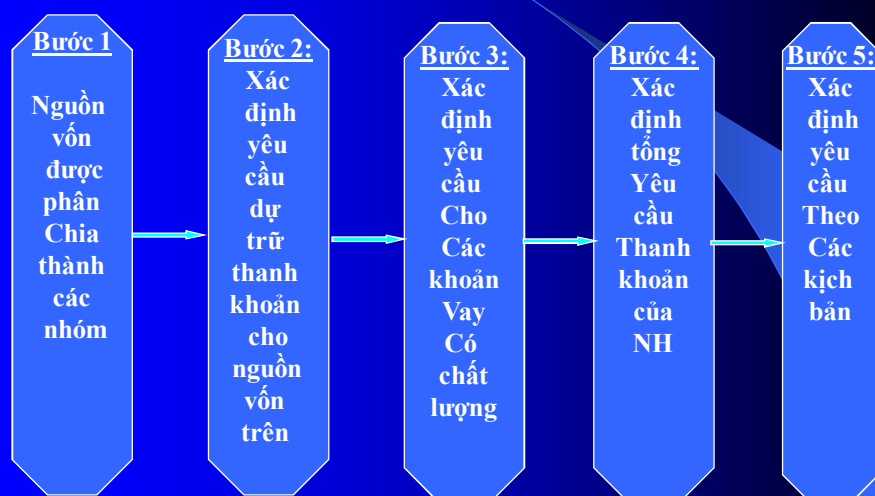 Bước 1
Nguồn
vốn
được
phân
Chia
thành
các
nhóm
Bước 2:
Xác
định
yêu
cầu
dự
trữ
thanh
khoản
cho
nguồn
vốn
trên
Bước 3:
Xác
định
yêu
cầu
Cho
Các
khoản
Vay
Có
chất
lượng
Bước 4:
Xác
định
tổng
Yêu
cầu
Thanh
khoản
của
NH
Bước 5:
Xác
định
yêu
cầu
Theo
Các
kịch
bản